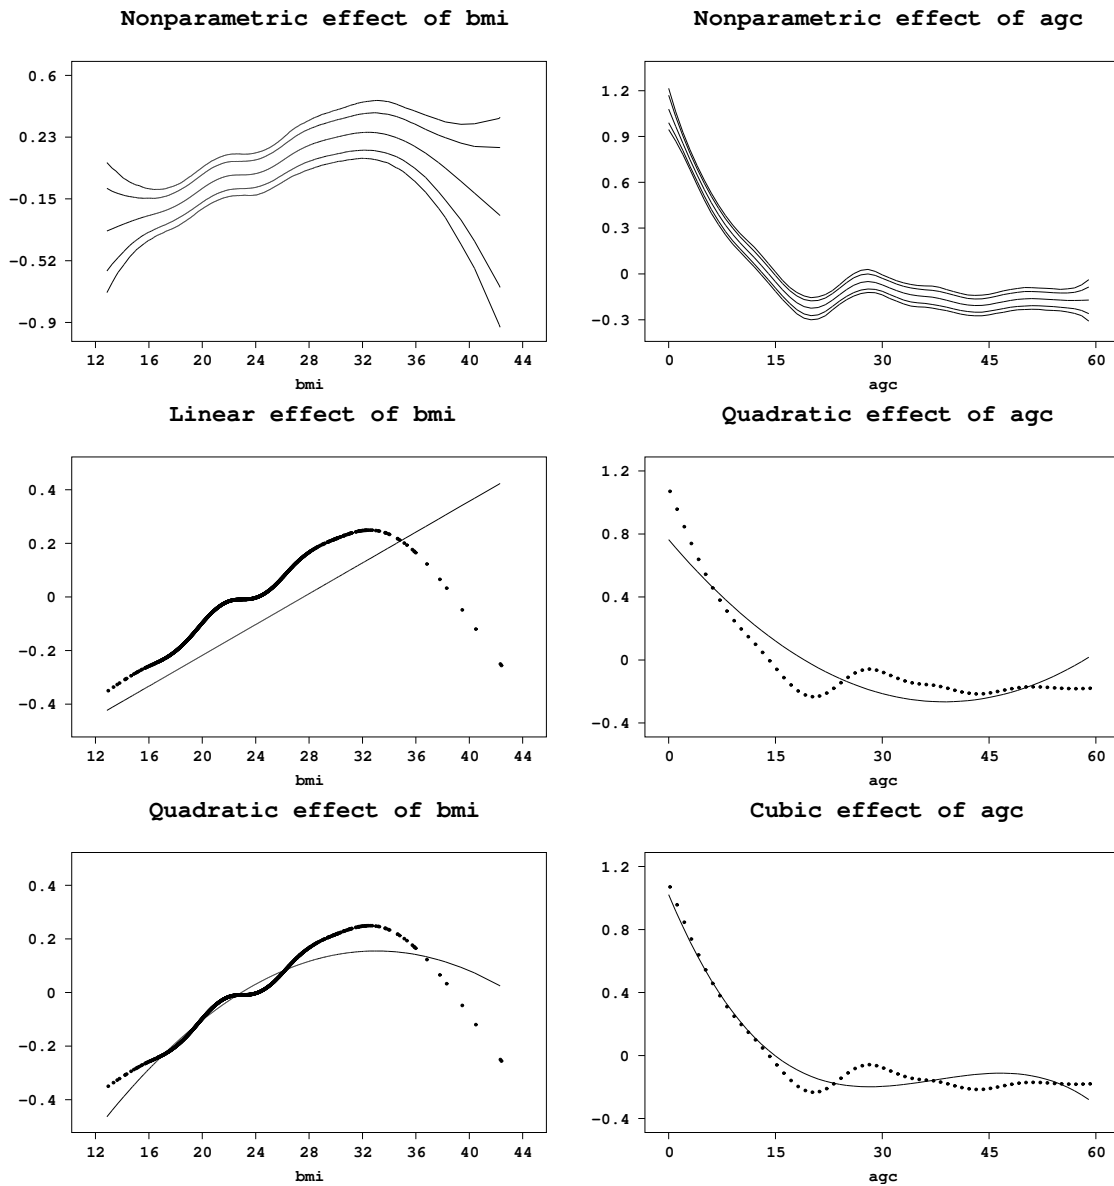 Nonparametric effect of bmi
0.6
0.23
-0.15
-0.52
-0.9
12 16 20 24 28 32 36 40 44
bmi
Nonparametric effect of agc
1.2
0.9
0.6
0.3
0
-0.3
0 15 30 45 60
agc
Linear effect of bmi
0.4
0.2
0
-0.2
-0.4
12 16 20 24 28 32 36 40 44
bmi
Quadratic effect of agc
1.2
0.8
0.4
0
-0.4
0 15 30 45 60
agc
Quadratic effect of bmi
0.4
0.2
0
-0.2
-0.4
12 16 20 24 28 32 36 40 44
bmi
Cubic effect of agc
1.2
0.8
0.4
0
-0.4
0 15 30 45 60
agc